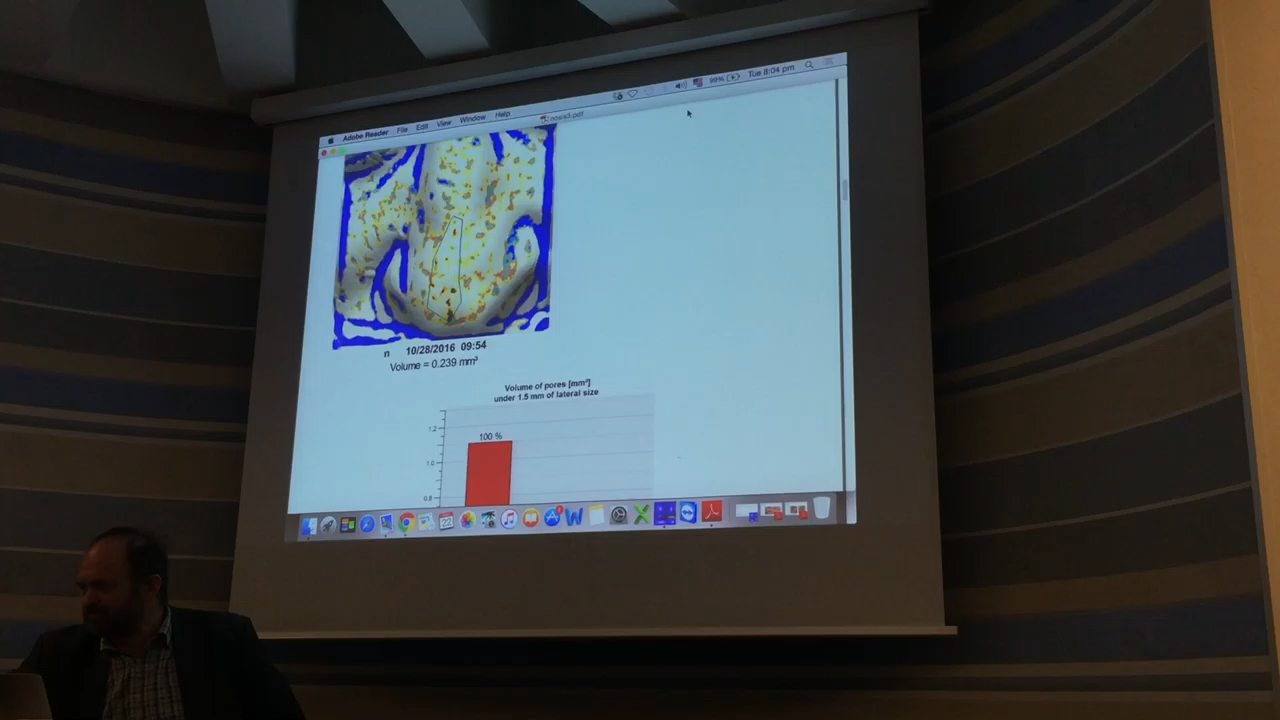 Adobe Reader File Edit View Window Help 99% Tue 8:04 pm
n 10/28/2016 09:54
Volume = 0.239 mm³
Volume of pores [mm³]
under 1.5 mm of lateral size
1.2
100 %
1.0
0.8